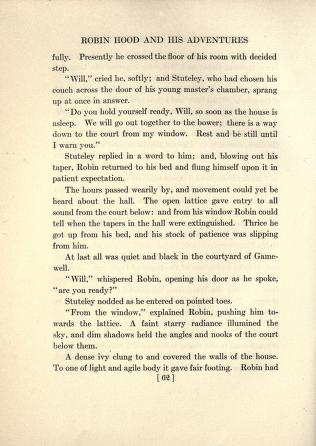 ROBIN HOOD AND HIS ADVENTURES
fully. Presently he crossed the floor of his room with decided
step.
"Will," cried he, softly; and Stuteley, who had chosen his
couch across the door of his young master's chamber, sprang
up at once in answer.
"Do you hold yourself ready, Will, so soon as the house is
asleep. We will go out together to the bower; there is a way
down to the court from my window. Rest and be still until
I warn you."
Stuteley replied in a word to him; and, blowing out his
taper, Robin returned to his bed and flung himself upon it in
patient expectation.
The hours passed wearily by, and movement could yet be
heard about the hall. The open lattice gave entry to all
sound from the court below: and from his window Robin could
tell when the tapers in the hall were extinguished. Thrice he
got up from his bed, and his stock of patience was slipping
from him.
At last all was quiet and black in the courtyard of Game-
well.
"Will," whispered Robin, opening his door as he spoke,
"are you ready?"
Stuteley nodded as he entered on pointed toes.
"From the window," explained Robin, pushing him to-
wards the lattice. A faint starry radiance illumined the
sky, and dim shadows held the angles and nooks of the court
below them.
A dense ivy clung to and covered the walls of the house.
To one of light and agile body it gave fair footing. Robin had
[62]